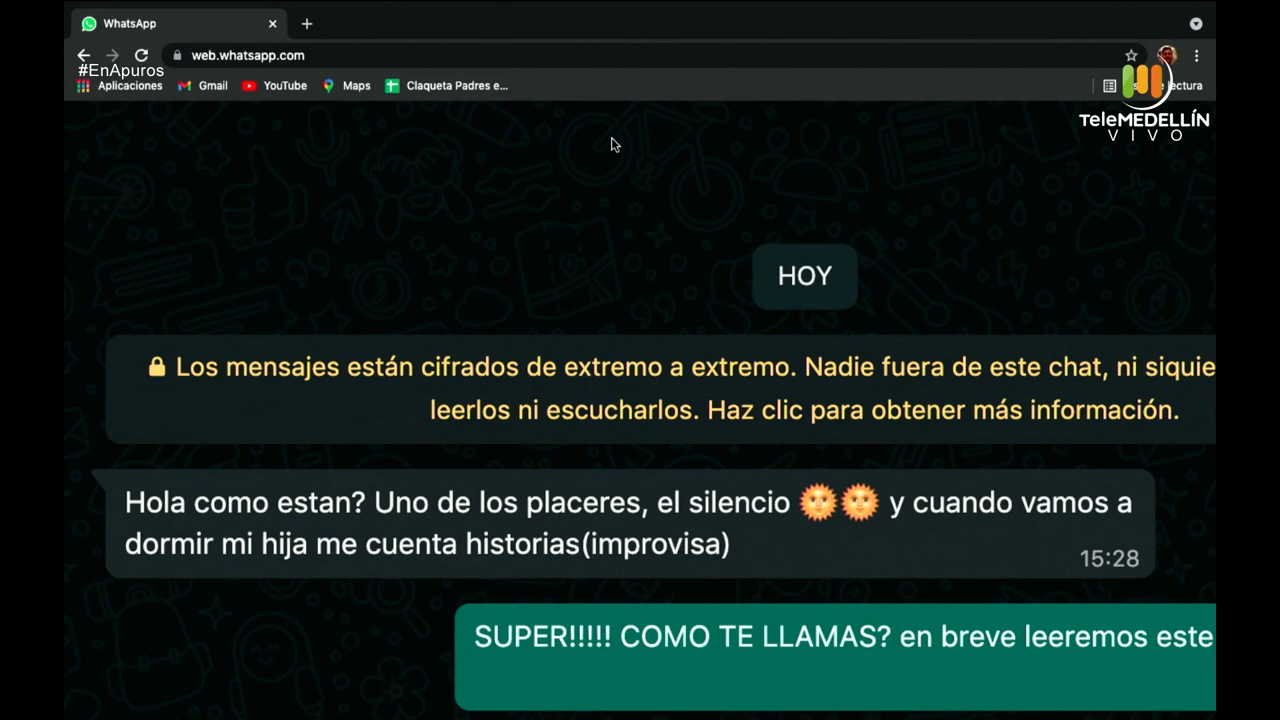 WhatsApp
web.whatsapp.com
#EnApuros
Aplicaciones
Gmail
YouTube
Maps
Claqueta Padres e...
lectura
TeleMEDELLÍN
VIVO
HOY
Los mensajes están cifrados de extremo a extremo. Nadie fuera de este chat, ni siquie
leerlos ni escucharlos. Haz clic para obtener más información.
Hola como estan? Uno de los placeres, el silencio 🌞🌞 y cuando vamos a
dormir mi hija me cuenta historias(improvisa)
15:28
SUPER!!!!! COMO TE LLAMAS? en breve leeremos este